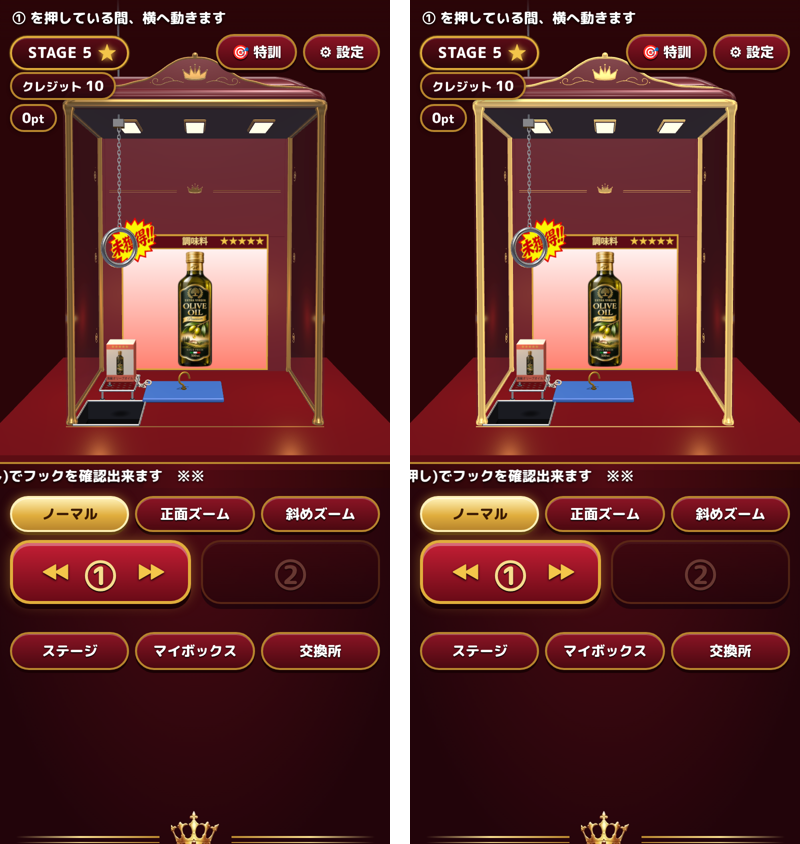 ① を押している間、横へ動きます
STAGE 5
特訓
設定
クレジット 10
0pt
未獲得!!
調味料 ★★★★★
OLIVE
OIL
し)でフックを確認出来ます ※※
ノーマル
正面ズーム
斜めズーム
①
②
ステージ
マイボックス
交換所
① を押している間、横へ動きます
STAGE 5
特訓
設定
クレジット 10
0pt
未獲得!!
調味料 ★★★★★
OLIVE
OIL
押し)でフックを確認出来ます ※※
ノーマル
正面ズーム
斜めズーム
①
②
ステージ
マイボックス
交換所